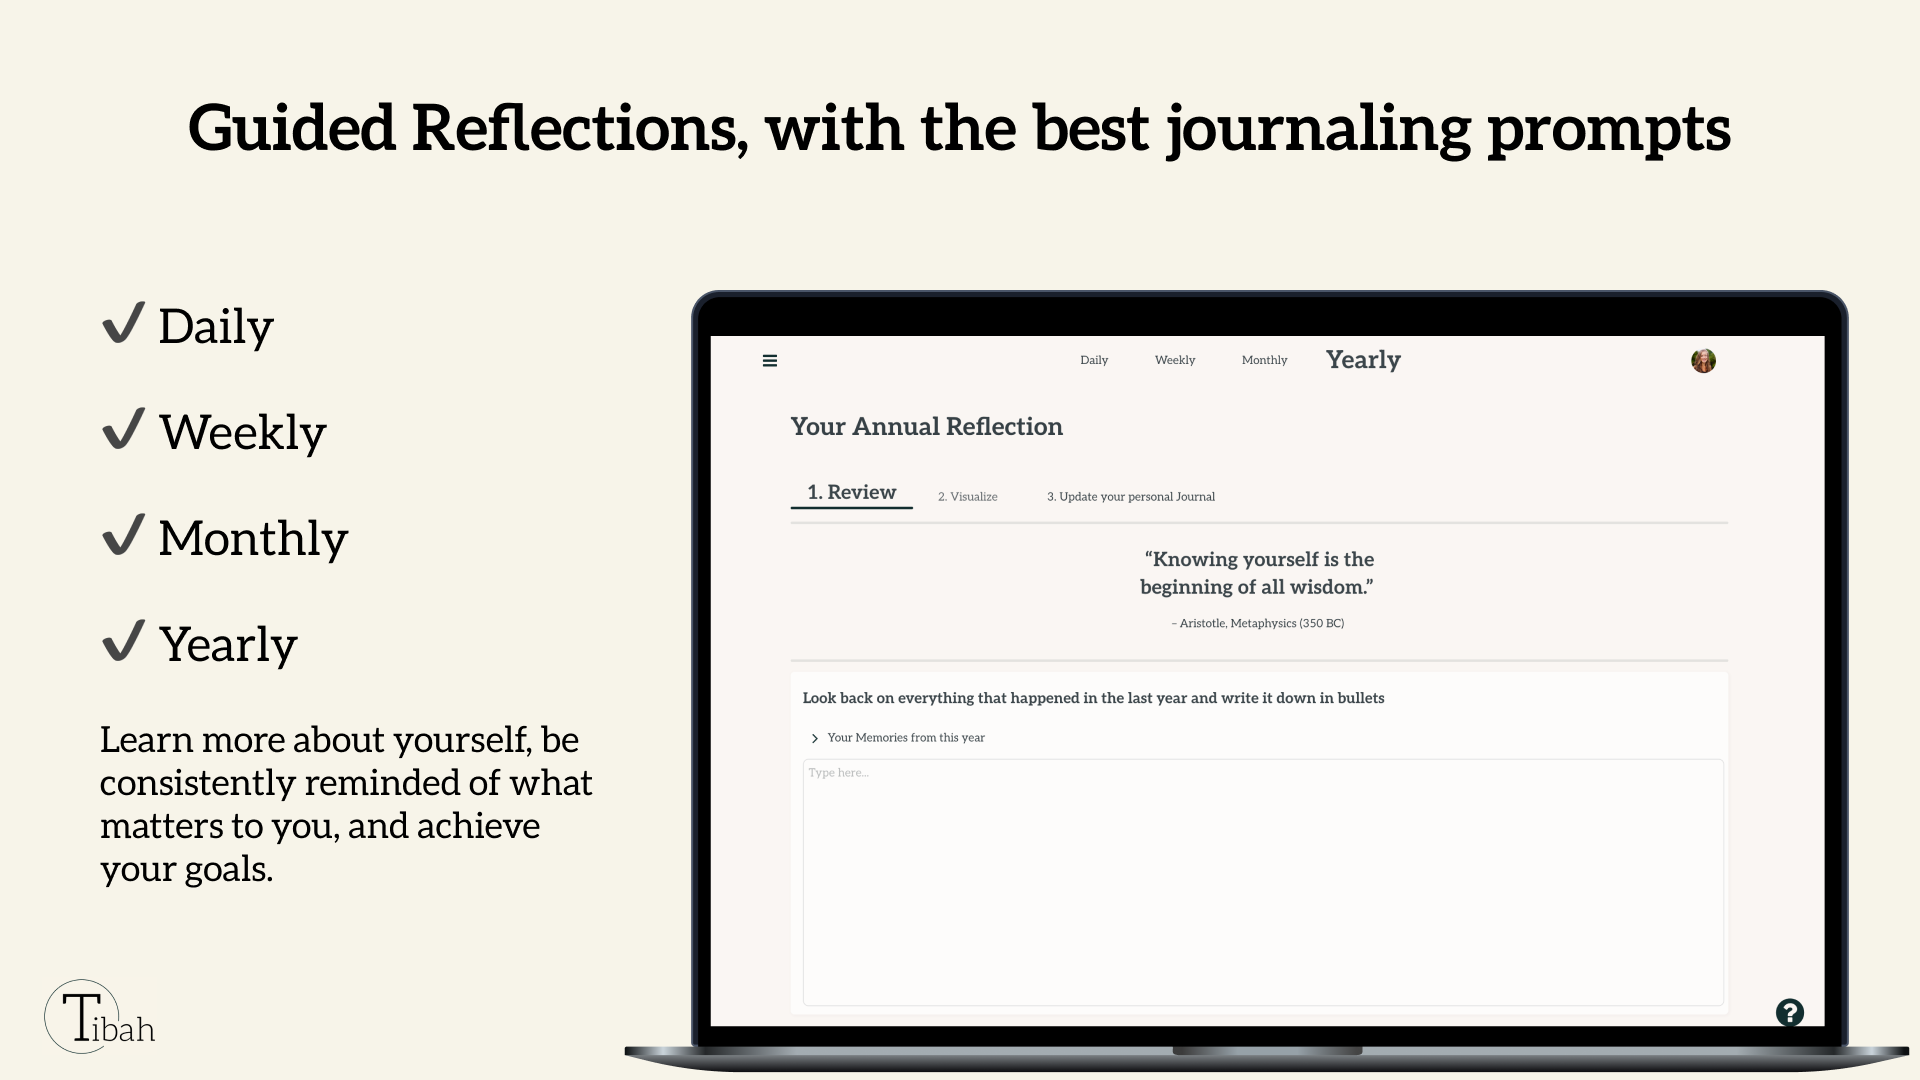 Guided Reflections, with the best journaling prompts
Daily
Weekly
Monthly
Yearly
Learn more about yourself, be
consistently reminded of what
matters to you, and achieve
your goals.
Tibah
Daily Weekly Monthly Yearly
Your Annual Reflection
1. Review 2. Visualize 3. Update your personal Journal
“Knowing yourself is the
beginning of all wisdom.”
– Aristotle, Metaphysics (350 BC)
Look back on everything that happened in the last year and write it down in bullets
Your Memories from this year
Type here...
?